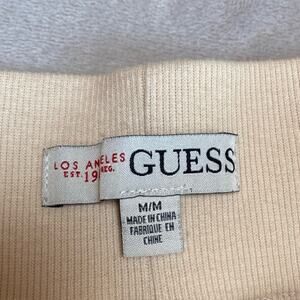 LOS ANGELES
EST. 19
REG.
GUESS
M/M
MADE IN CHINA
FABRIQUE EN
CHINE